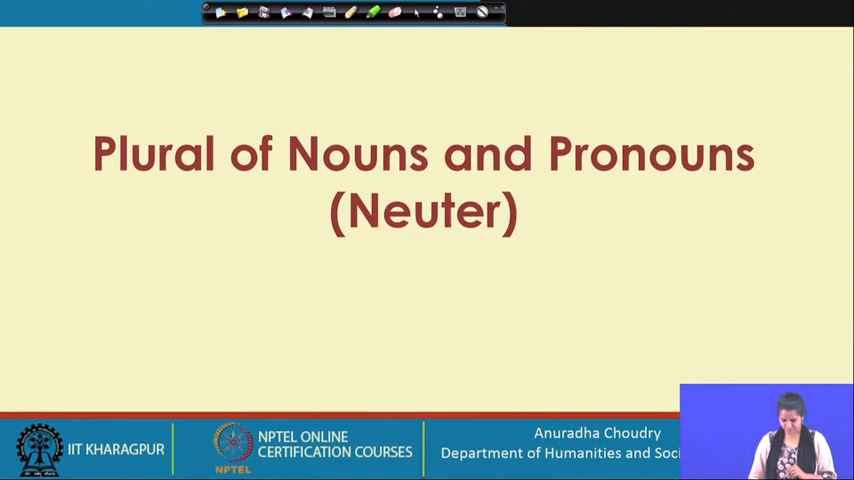 Plural of Nouns and Pronouns
(Neuter)
IIT KHARAGPUR
NPTEL
NPTEL ONLINE
CERTIFICATION COURSES
Anuradha Choudry
Department of Humanities and Soci